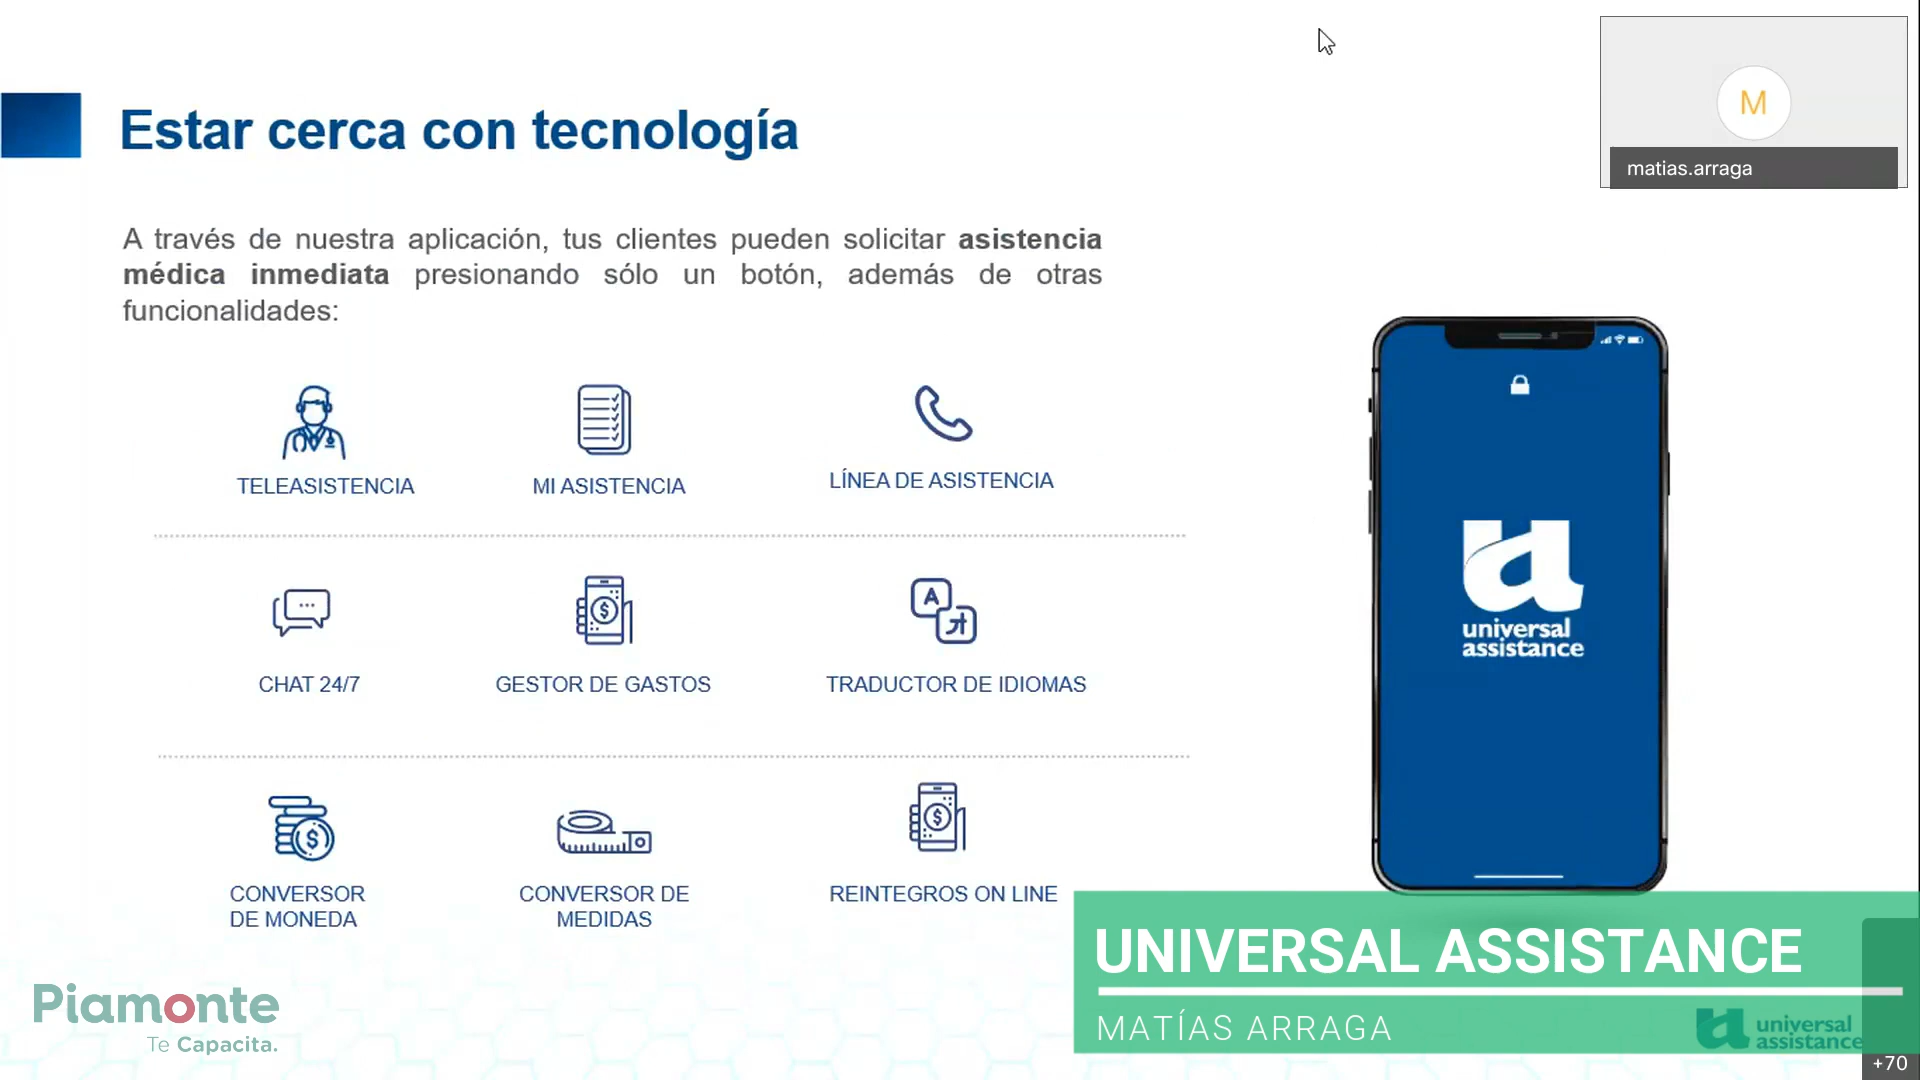 Estar cerca con tecnología
M
matias.arraga
A través de nuestra aplicación, tus clientes pueden solicitar asistencia
médica inmediata presionando sólo un botón, además de otras
funcionalidades:
TELEASISTENCIA
MI ASISTENCIA
LÍNEA DE ASISTENCIA
CHAT 24/7
GESTOR DE GASTOS
TRADUCTOR DE IDIOMAS
CONVERSOR
DE MONEDA
CONVERSOR DE
MEDIDAS
REINTEGROS ON LINE
universal
assistance
UNIVERSAL ASSISTANCE
MATÍAS ARRAGA
universal
assistance
Piamonte
Te Capacita.
+70